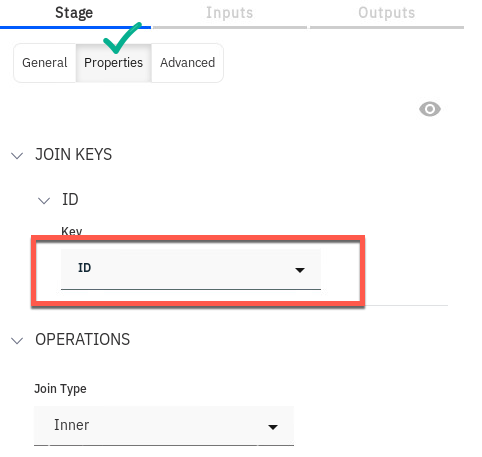 Stage Inputs Outputs
General Properties Advanced
JOIN KEYS
ID
Key
ID
OPERATIONS
Join Type
Inner